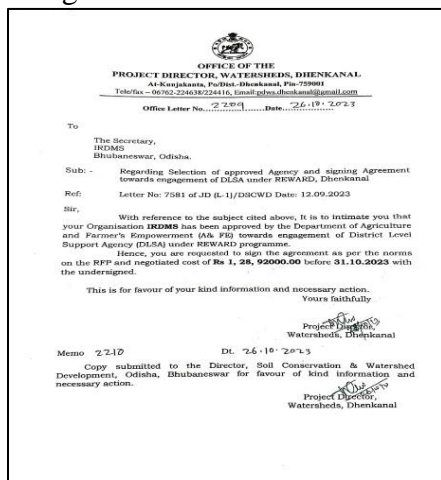 OFFICE OF THE
PROJECT DIRECTOR, WATERSHEDS, DHENKANAL
At-Kunjakanta, Po/Dist.-Dhenkanal, Pin-759001
Tele/fax – 06762-224638/224416, Email:pdws.dhenkanal@gmail.com
Office Letter No. 2209 Date. 26.10.2023
To
The Secretary,
IRDMS
Bhubaneswar, Odisha.
Sub: - Regarding Selection of approved Agency and signing Agreement
towards engagement of DLSA under REWARD, Dhenkanal
Ref: Letter No: 7581 of JD (L-1)/DSCWD Date: 12.09.2023
Sir,
With reference to the subject cited above, It is to intimate you that
your Organisation IRDMS has been approved by the Department of Agriculture
and Farmer's Empowerment (A& FE) towards engagement of District Level
Support Agency (DLSA) under REWARD programme.
Hence, you are requested to sign the agreement as per the norms
on the RFP and negotiated cost of Rs 1, 28, 92000.00 before 31.10.2023 with
the undersigned.
This is for favour of your kind information and necessary action.
Yours faithfully
Project Director,
Watersheds, Dhenkanal
Memo 2210 Dt. 26.10.2023
Copy submitted to the Director, Soil Conservation & Watershed
Development, Odisha, Bhubaneswar for favour of kind information and
necessary action.
Project Director,
Watersheds, Dhenkanal